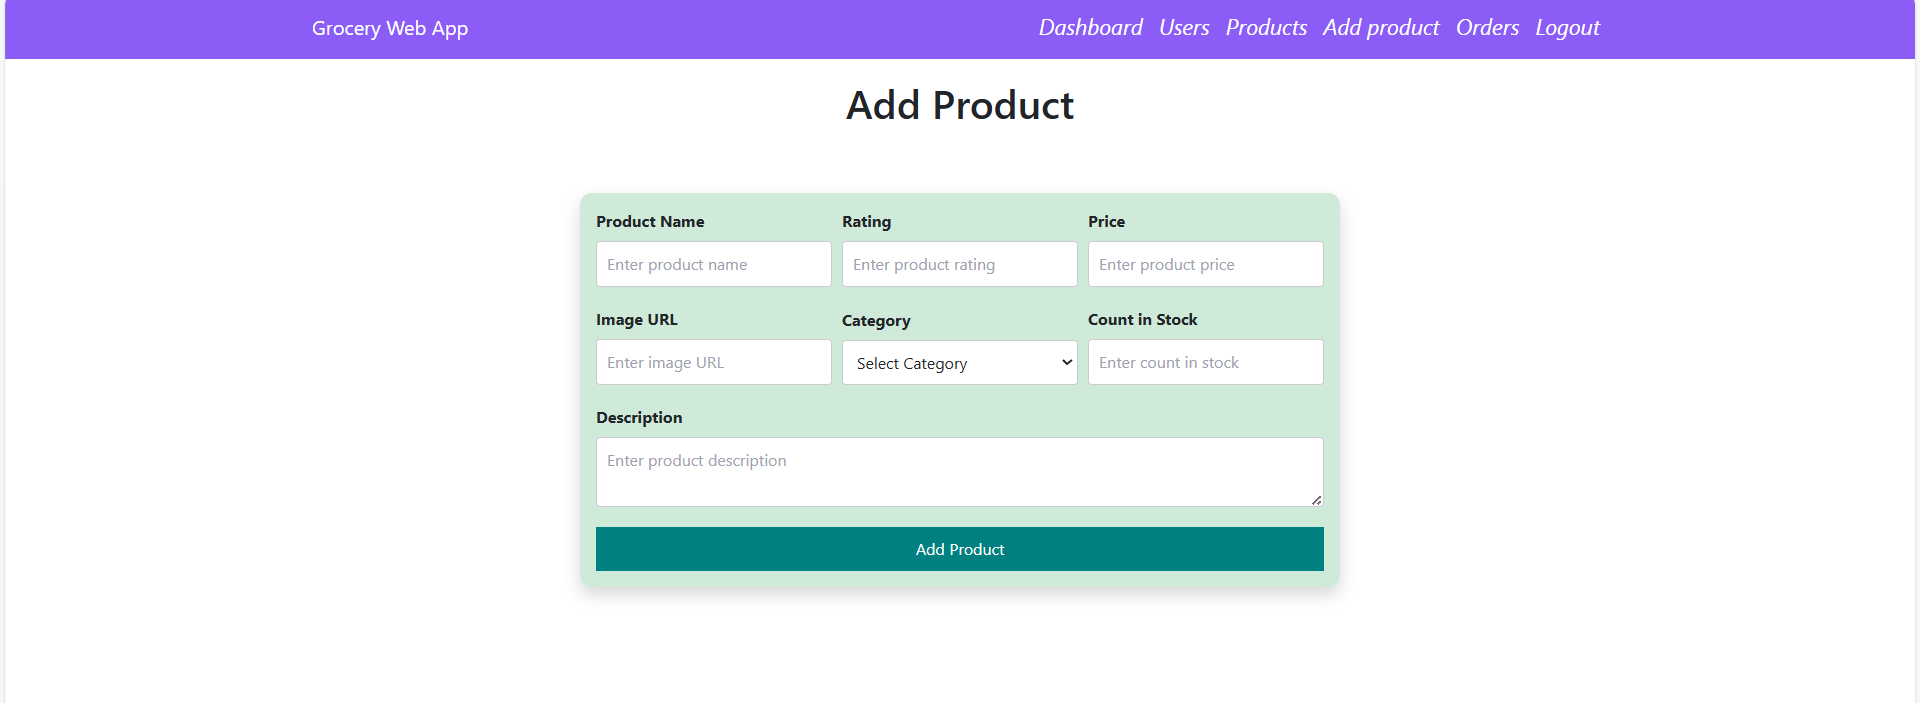 Grocery Web App Dashboard Users Products Add product Orders Logout
Add Product
Product Name Rating Price
Enter product name Enter product rating Enter product price
Image URL Category Count in Stock
Enter image URL Select Category Enter count in stock
Description
Enter product description
Add Product